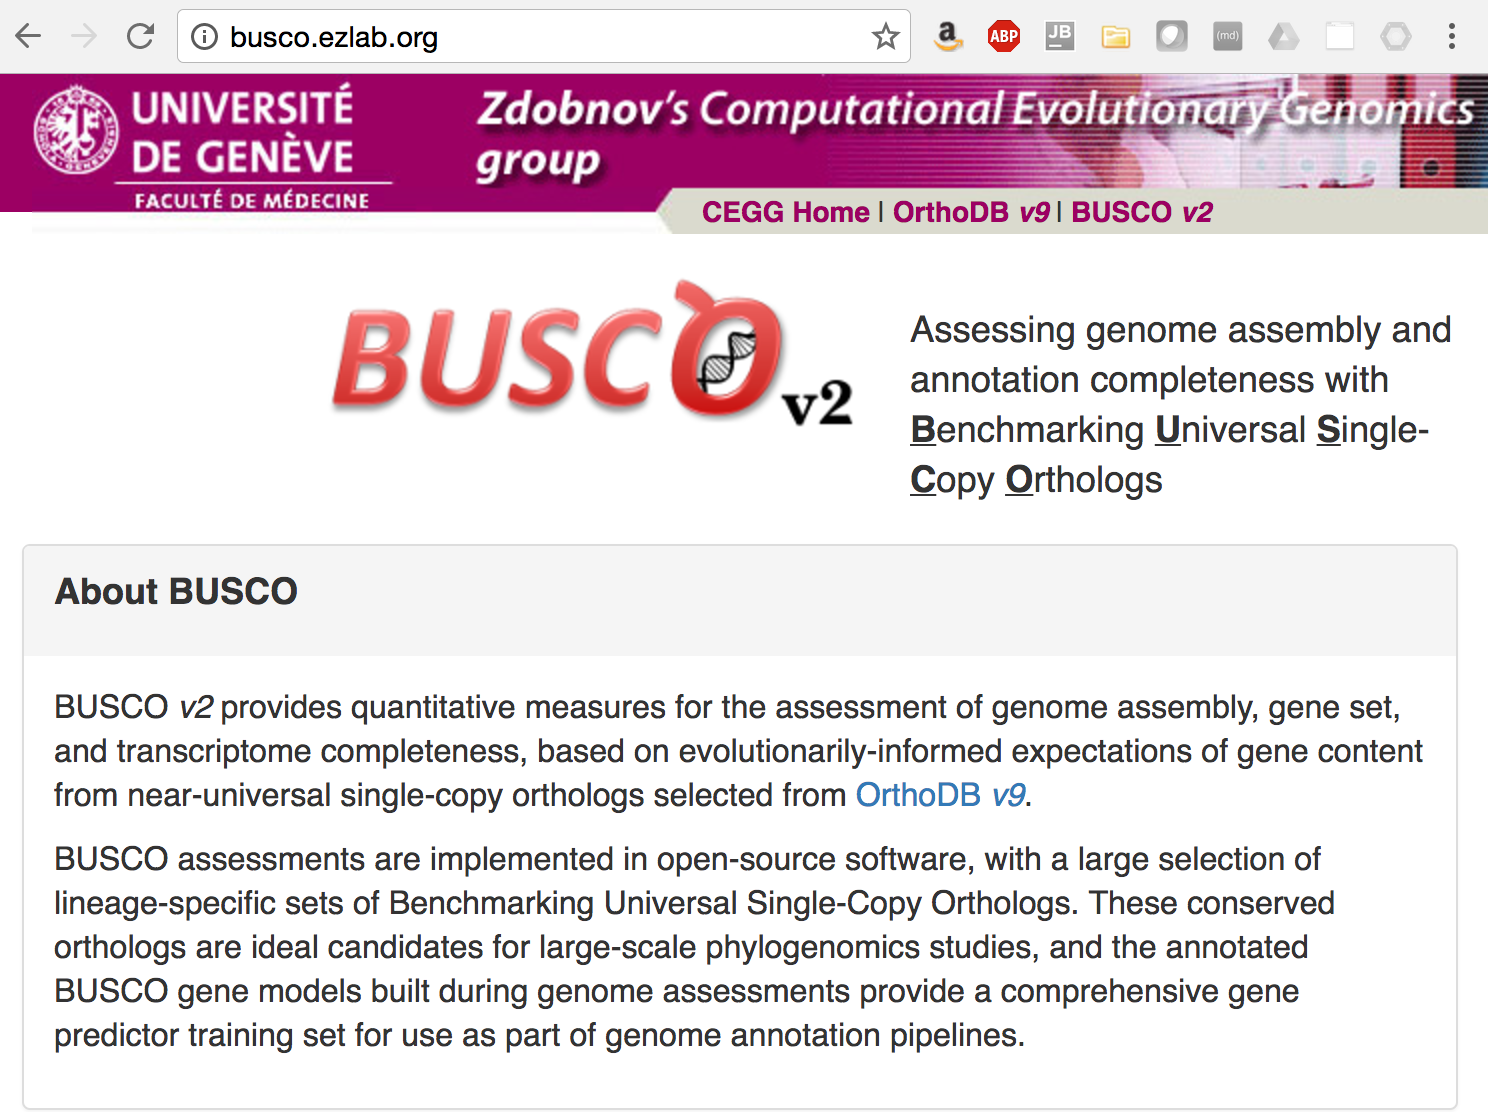 busco.ezlab.org
a
ABP
JB
(md)
UNIVERSITÉ
DE GENÈVE
FACULTÉ DE MÉDECINE
Zdobnov's Computational Evolutionary Genomics
group
CEGG Home | OrthoDB v9 | BUSCO v2
BUSCO v2
Assessing genome assembly and
annotation completeness with
Benchmarking Universal Single-
Copy Orthologs
About BUSCO
BUSCO v2 provides quantitative measures for the assessment of genome assembly, gene set,
and transcriptome completeness, based on evolutionarily-informed expectations of gene content
from near-universal single-copy orthologs selected from OrthoDB v9.
BUSCO assessments are implemented in open-source software, with a large selection of
lineage-specific sets of Benchmarking Universal Single-Copy Orthologs. These conserved
orthologs are ideal candidates for large-scale phylogenomics studies, and the annotated
BUSCO gene models built during genome assessments provide a comprehensive gene
predictor training set for use as part of genome annotation pipelines.